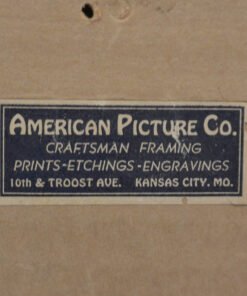 AMERICAN PICTURE CO.
CRAFTSMAN FRAMING
PRINTS-ETCHINGS-ENGRAVINGS
10th & TROOST AVE. KANSAS CITY. MO.